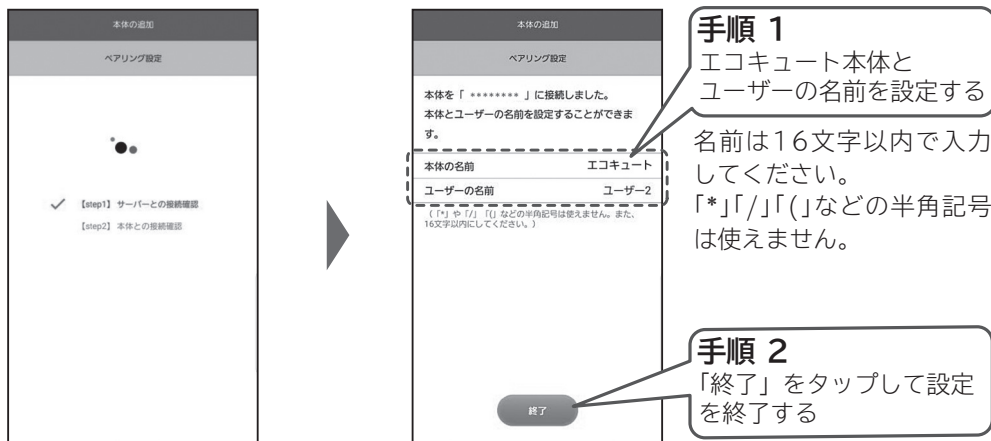 本体の追加
ペアリング設定
【step1】 サーバーとの接続確認
【step2】 本体との接続確認
本体の追加
ペアリング設定
本体を「 ******** 」に接続しました。
本体とユーザーの名前を設定することができま
す。
本体の名前 エコキュート
ユーザーの名前 ユーザー2
(「*」や「/」「(」などの半角記号は使えません。また、
16文字以内にしてください。)
終了
手順 1
エコキュート本体と
ユーザーの名前を設定する
名前は16文字以内で入力
してください。
「*」「/」「(」などの半角記号
は使えません。
手順 2
「終了」をタップして設定
を終了する